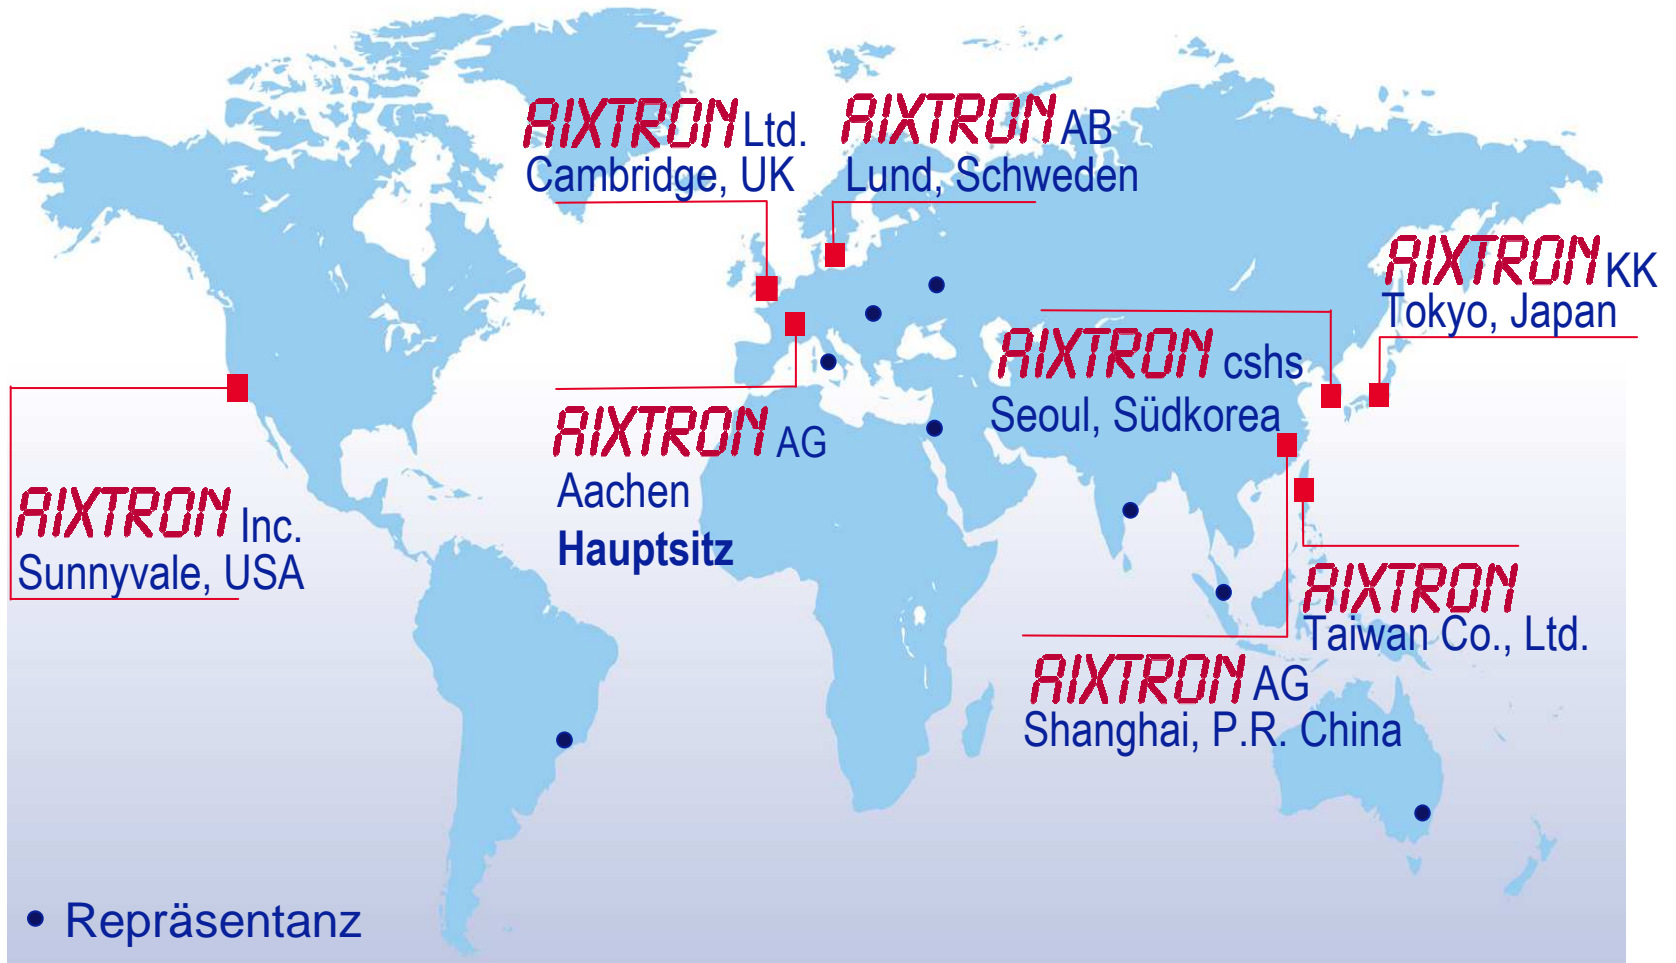 AIXTRON Ltd.
Cambridge, UK
AIXTRON AB
Lund, Schweden
AIXTRON KK
Tokyo, Japan
AIXTRON cshs
Seoul, Südkorea
AIXTRON AG
Aachen
Hauptsitz
AIXTRON Inc.
Sunnyvale, USA
AIXTRON
Taiwan Co., Ltd.
AIXTRON AG
Shanghai, P.R. China
• Repräsentanz